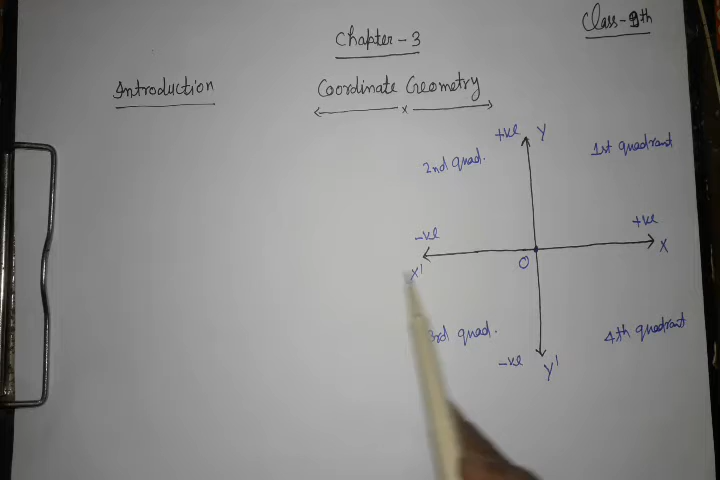 Class-9th
Chapter-3
Introduction
Coordinate Geometry
x
+ve Y
1st quadrant
2nd quad.
+ve
-ve
X
O
X'
3rd quad.
4th quadrant
-ve
Y'